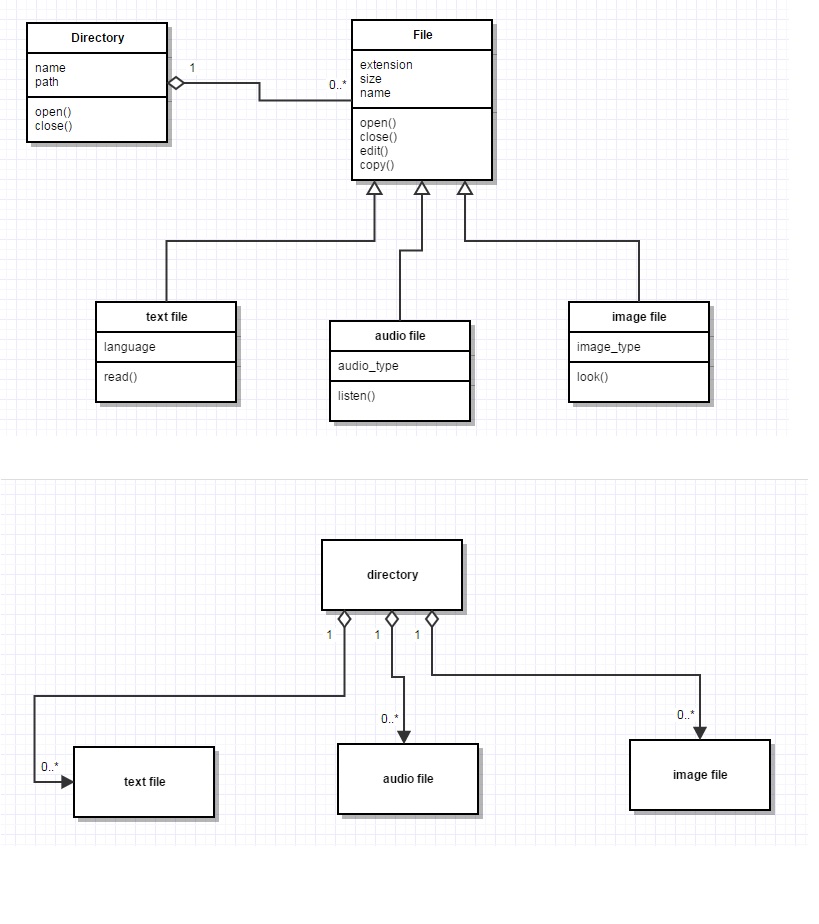 Directory
name
path
open()
close()
1
0..*
File
extension
size
name
open()
close()
edit()
copy()
text file
language
read()
audio file
audio_type
listen()
image file
image_type
look()
directory
1
1
1
0..*
0..*
0..*
text file
audio file
image file